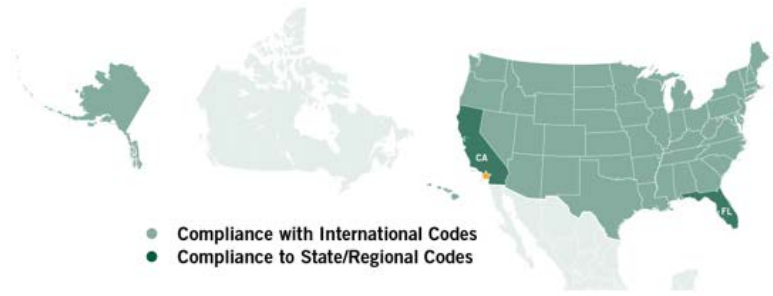 CA
FL
Compliance with International Codes
Compliance to State/Regional Codes